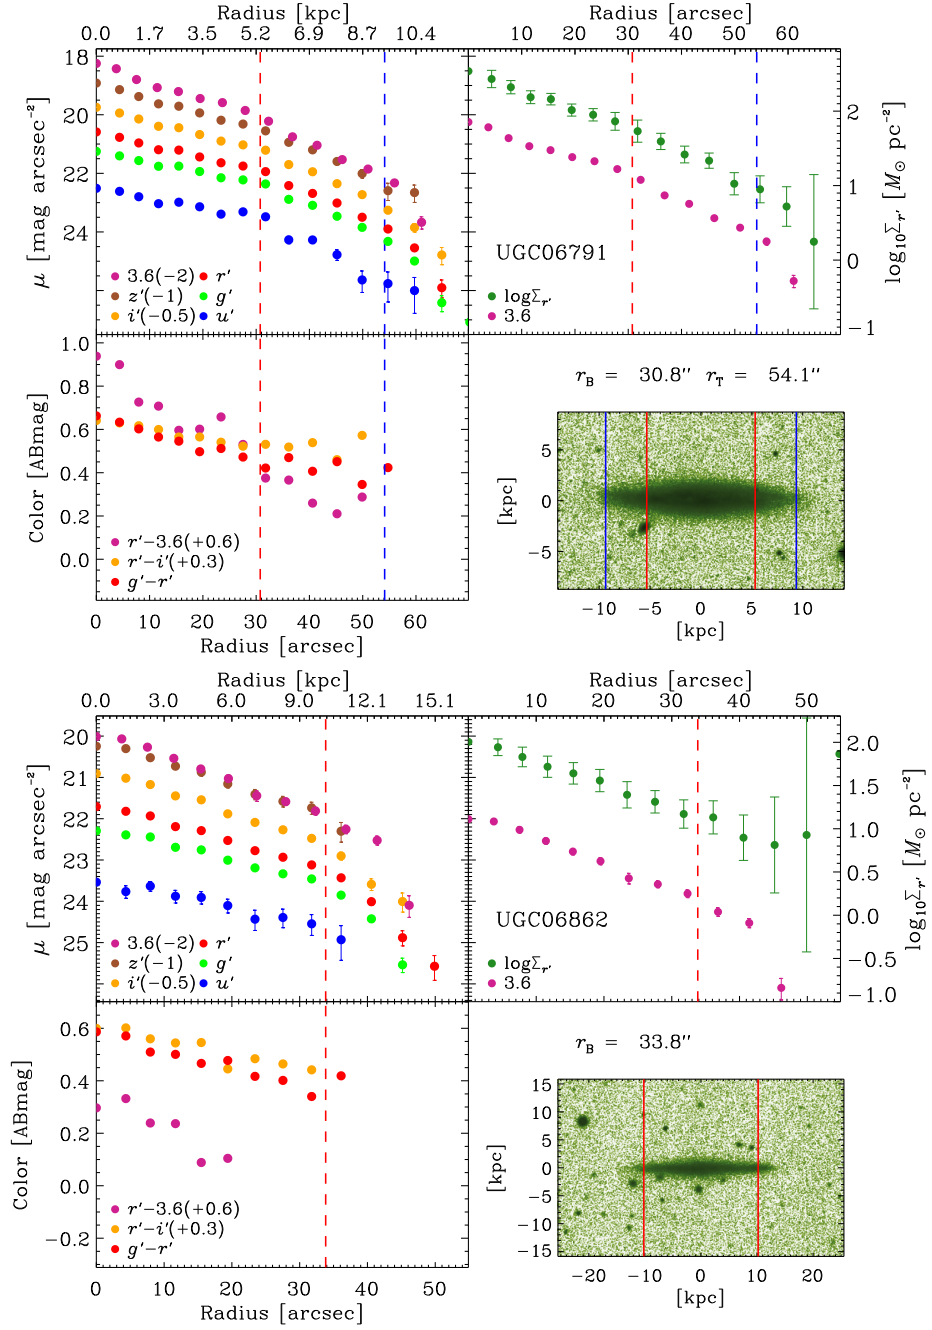 Radius [kpc] Radius [arcsec]
0.0 1.7 3.5 5.2 6.9 8.7 10.4 10 20 30 40 50 60
18
20
22
24
μ [mag arcsec⁻²]
3.6(−2) r′
z′(−1) g′
i′(−0.5) u′
UGC06791
logΣr′
3.6
2
1
0
−1
log₁₀Σr′ [M⊙ pc⁻²]
1.0
0.8
0.6
0.4
0.2
0.0
Color [ABmag]
r′−3.6(+0.6)
r′−i′(+0.3)
g′−r′
0 10 20 30 40 50 60
Radius [arcsec]
rB = 30.8″ rT = 54.1″
5
0
−5
[kpc]
−10 −5 0 5 10
[kpc]
Radius [kpc] Radius [arcsec]
0.0 1.5 3.0 4.5 6.0 7.5 9.0 12.1 15.1 10 20 30 40 50
20
21
22
23
24
25
μ [mag arcsec⁻²]
3.6(−2) r′
z′(−1) g′
i′(−0.5) u′
UGC06862
logΣr′
3.6
2.0
1.5
1.0
0.5
0.0
−0.5
−1.0
log₁₀Σr′ [M⊙ pc⁻²]
0.6
0.4
0.2
0.0
−0.2
Color [ABmag]
r′−3.6(+0.6)
r′−i′(+0.3)
g′−r′
0 10 20 30 40 50
Radius [arcsec]
rB = 33.8″
15
10
5
0
−5
−10
−15
[kpc]
−20 −10 0 10 20
[kpc]